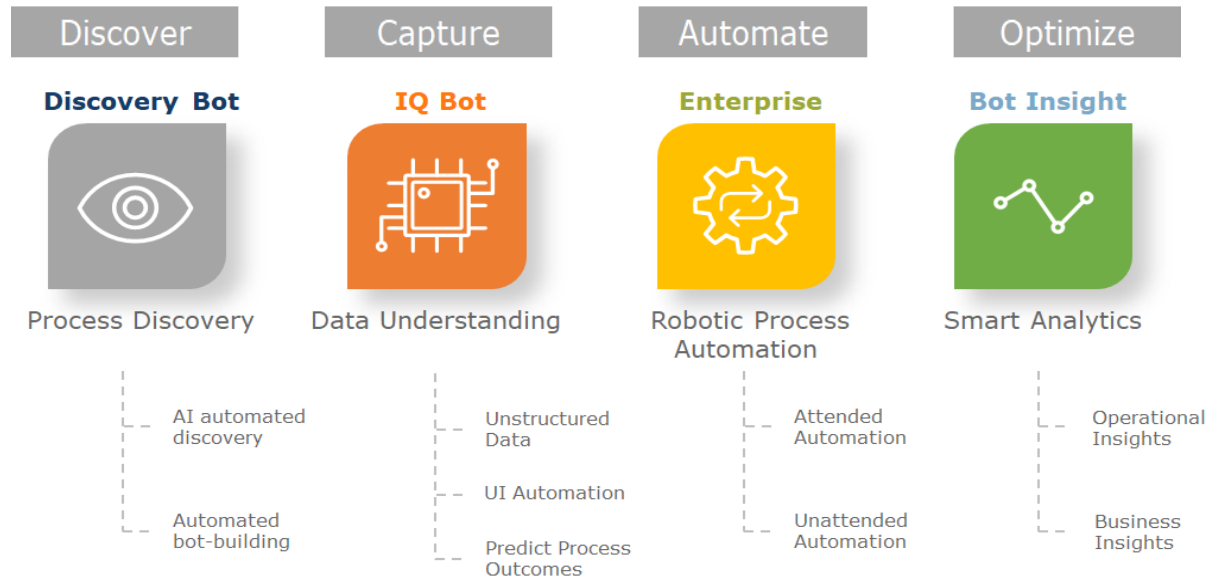 Discover
Capture
Automate
Optimize
Discovery Bot
IQ Bot
Enterprise
Bot Insight
Process Discovery
Data Understanding
Robotic Process
Automation
Smart Analytics
AI automated
discovery
Automated
bot-building
Unstructured
Data
UI Automation
Predict Process
Outcomes
Attended
Automation
Unattended
Automation
Operational
Insights
Business
Insights